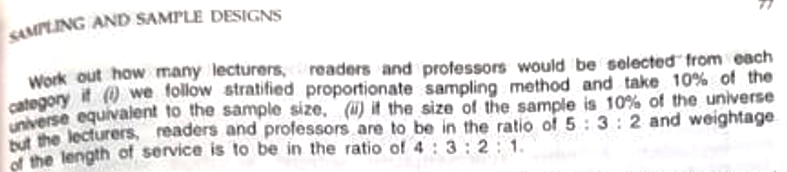 77
SAMPLING AND SAMPLE DESIGNS
Work out how many lecturers, readers and professors would be selected from each
category if (i) we follow stratified proportionate sampling method and take 10% of the
universe equivalent to the sample size, (ii) if the size of the sample is 10% of the universe
but the lecturers, readers and professors are to be in the ratio of 5 : 3 : 2 and weightage
of the length of service is to be in the ratio of 4 : 3 : 2 : 1.